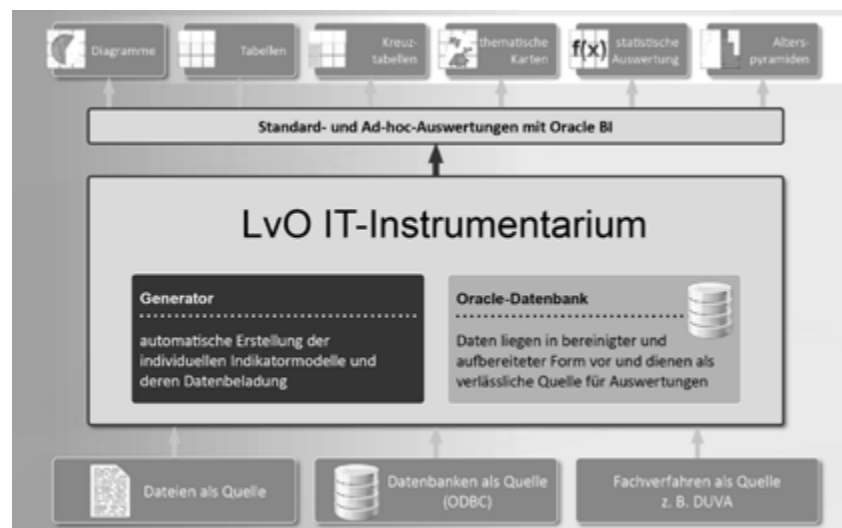 Diagramme
Tabellen
Kreuz-
tabellen
thematische
Karten
f(x)
statistische
Auswertung
Alters-
pyramiden
Standard- und Ad-hoc-Auswertungen mit Oracle BI
LvO IT-Instrumentarium
Generator
automatische Erstellung der
individuellen Indikatormodelle und
deren Datenbeladung
Oracle-Datenbank
Daten liegen in bereinigter und
aufbereiteter Form vor und dienen als
verlässliche Quelle für Auswertungen
Dateien als Quelle
Datenbanken als Quelle
(ODBC)
Fachverfahren als Quelle
z. B. DUVA